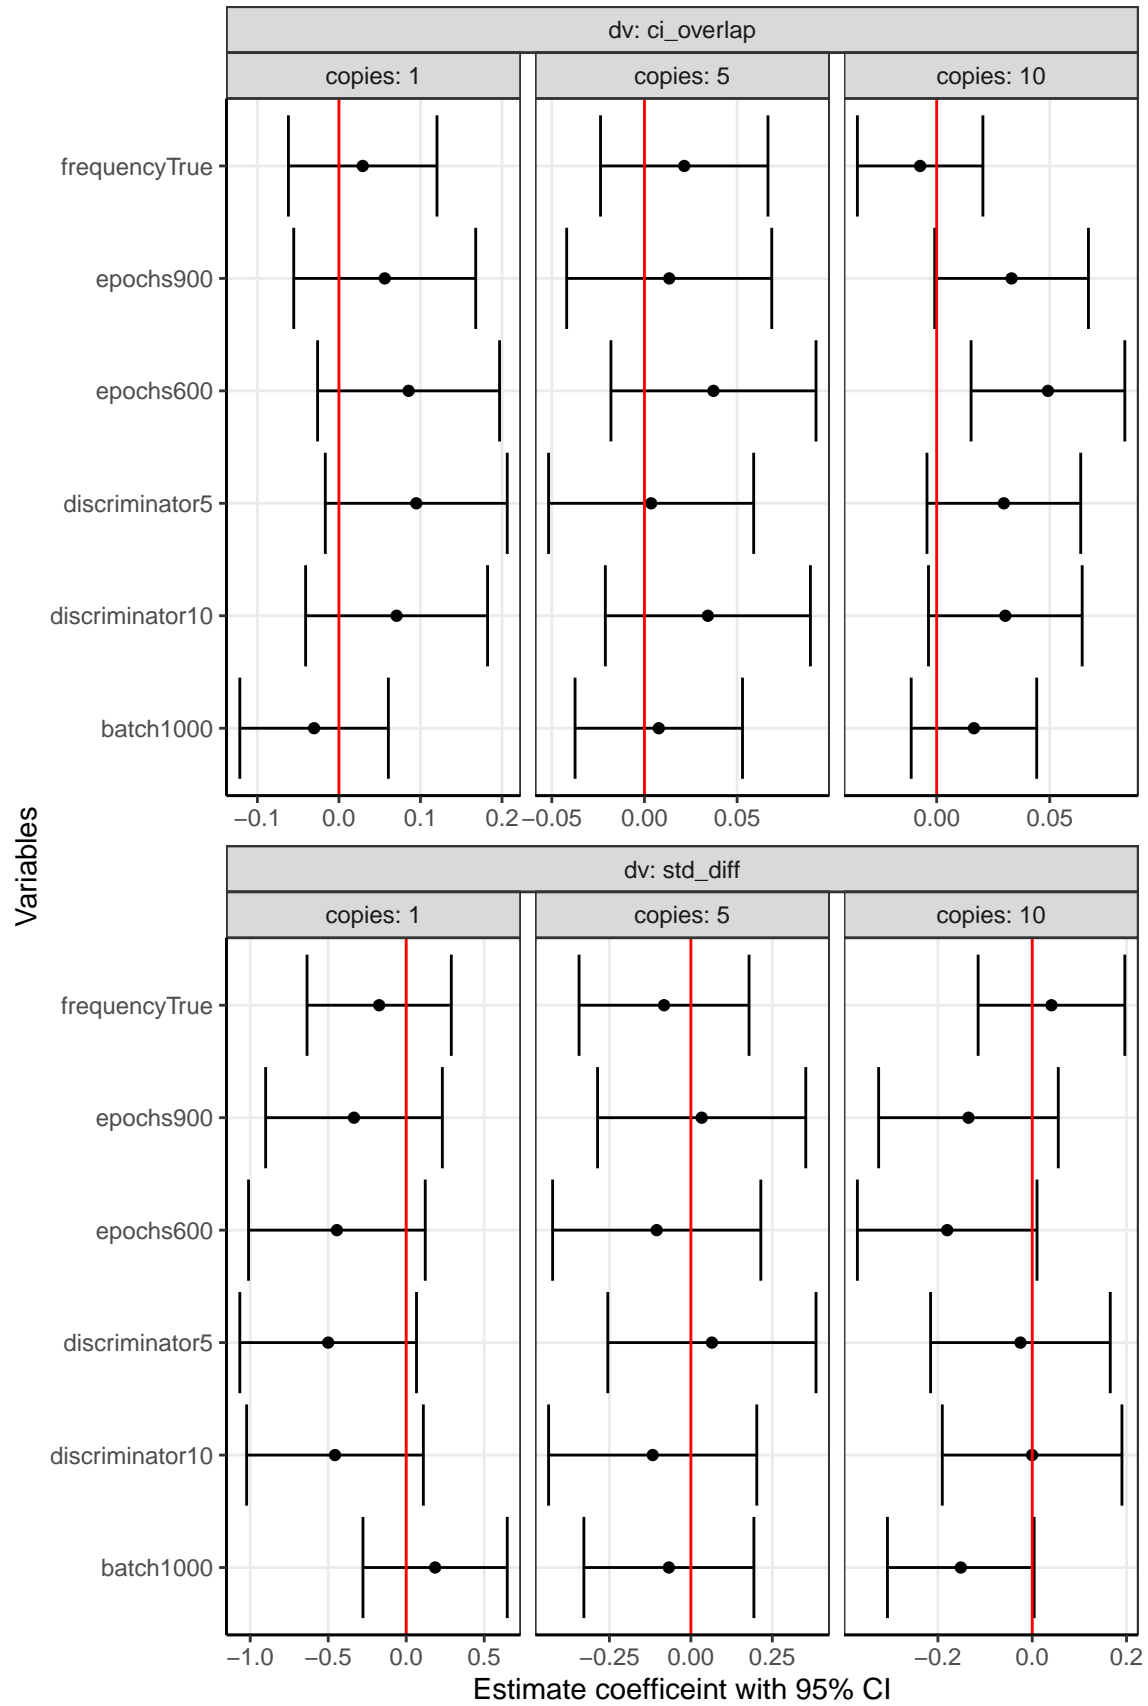 dv: ci_overlap
copies: 1
copies: 5
copies: 10
frequencyTrue
epochs900
epochs600
discriminator5
discriminator10
batch1000
−0.1 0.0 0.1 0.2
−0.05 0.00 0.05
0.00 0.05
Variables
dv: std_diff
copies: 1
copies: 5
copies: 10
frequencyTrue
epochs900
epochs600
discriminator5
discriminator10
batch1000
−1.0 −0.5 0.0 0.5
−0.25 0.00 0.25
−0.2 0.0 0.2
Estimate coefficeint with 95% CI